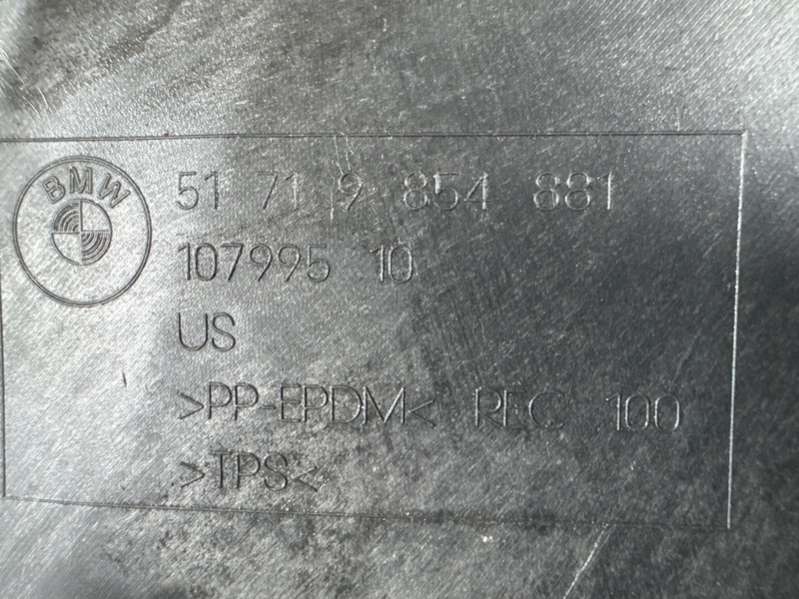 BMW
51 71 9 854 881
107995 10
US
>PP-EPDM< REC 100
>TPS<